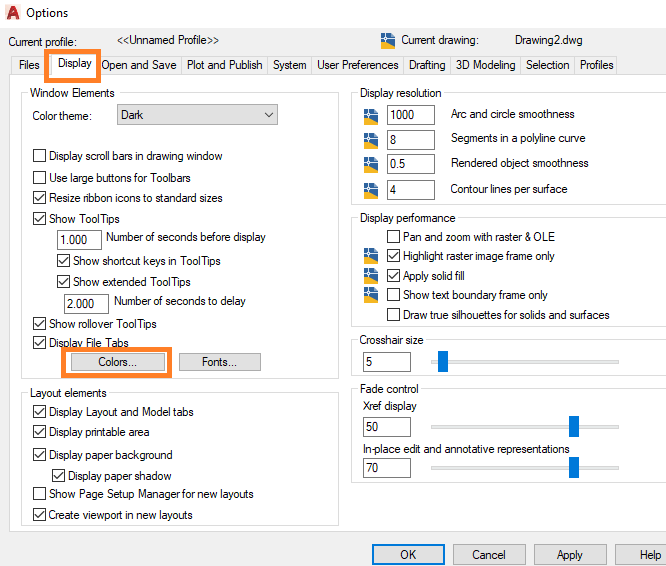 A Options
Current profile: <<Unnamed Profile>> Current drawing: Drawing2.dwg
Files Display Open and Save Plot and Publish System User Preferences Drafting 3D Modeling Selection Profiles
Window Elements
Color theme: Dark
Display scroll bars in drawing window
Use large buttons for Toolbars
Resize ribbon icons to standard sizes
Show ToolTips
1.000 Number of seconds before display
Show shortcut keys in ToolTips
Show extended ToolTips
2.000 Number of seconds to delay
Show rollover ToolTips
Display File Tabs
Colors... Fonts...
Layout elements
Display Layout and Model tabs
Display printable area
Display paper background
Display paper shadow
Show Page Setup Manager for new layouts
Create viewport in new layouts
Display resolution
1000 Arc and circle smoothness
8 Segments in a polyline curve
0.5 Rendered object smoothness
4 Contour lines per surface
Display performance
Pan and zoom with raster & OLE
Highlight raster image frame only
Apply solid fill
Show text boundary frame only
Draw true silhouettes for solids and surfaces
Crosshair size
5
Fade control
Xref display
50
In-place edit and annotative representations
70
OK Cancel Apply Help